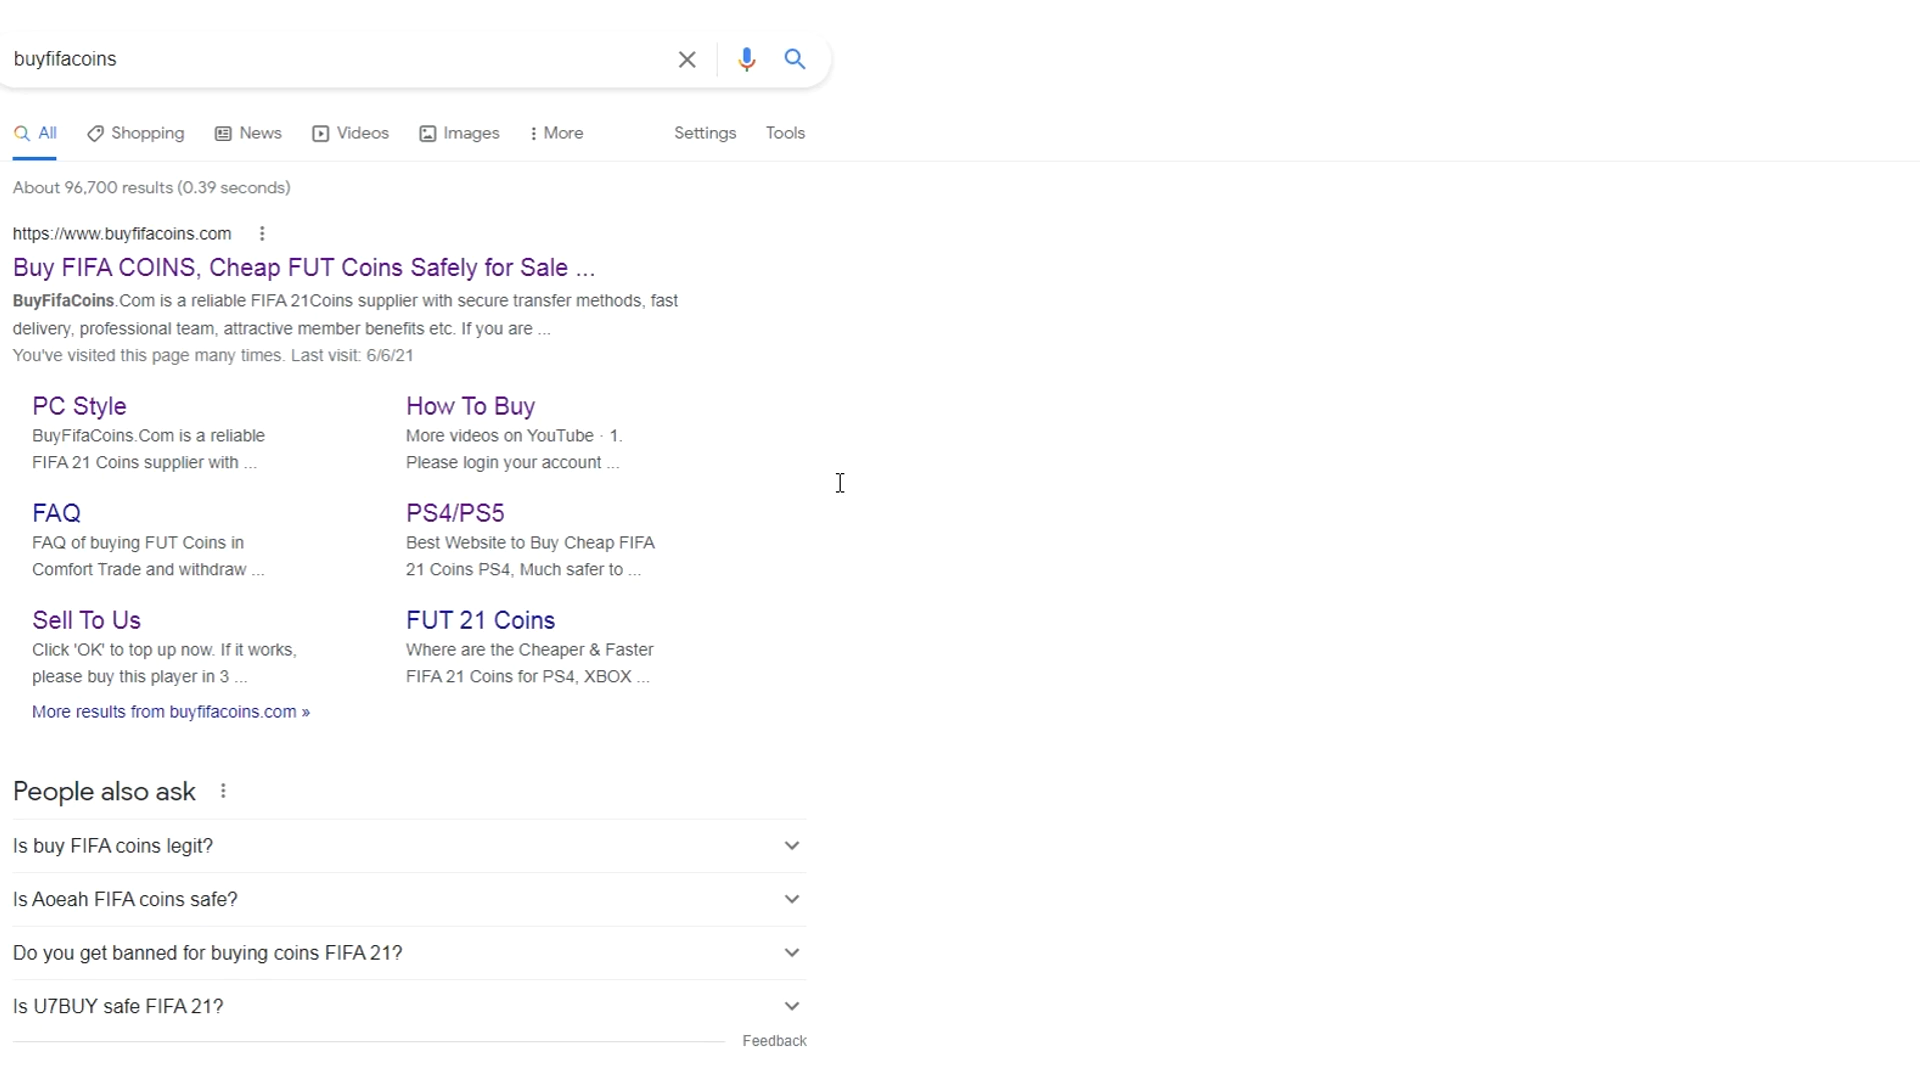 buyfifacoins
All Shopping News Videos Images More Settings Tools
About 96,700 results (0.39 seconds)
https://www.buyfifacoins.com
Buy FIFA COINS, Cheap FUT Coins Safely for Sale ...
BuyFifaCoins.Com is a reliable FIFA 21Coins supplier with secure transfer methods, fast
delivery, professional team, attractive member benefits etc. If you are ...
You've visited this page many times. Last visit: 6/6/21
PC Style
BuyFifaCoins.Com is a reliable
FIFA 21 Coins supplier with ...
How To Buy
More videos on YouTube · 1.
Please login your account ...
FAQ
FAQ of buying FUT Coins in
Comfort Trade and withdraw ...
PS4/PS5
Best Website to Buy Cheap FIFA
21 Coins PS4, Much safer to ...
Sell To Us
Click 'OK' to top up now. If it works,
please buy this player in 3 ...
FUT 21 Coins
Where are the Cheaper & Faster
FIFA 21 Coins for PS4, XBOX ...
More results from buyfifacoins.com »
People also ask
Is buy FIFA coins legit?
Is Aoeah FIFA coins safe?
Do you get banned for buying coins FIFA 21?
Is U7BUY safe FIFA 21?
Feedback